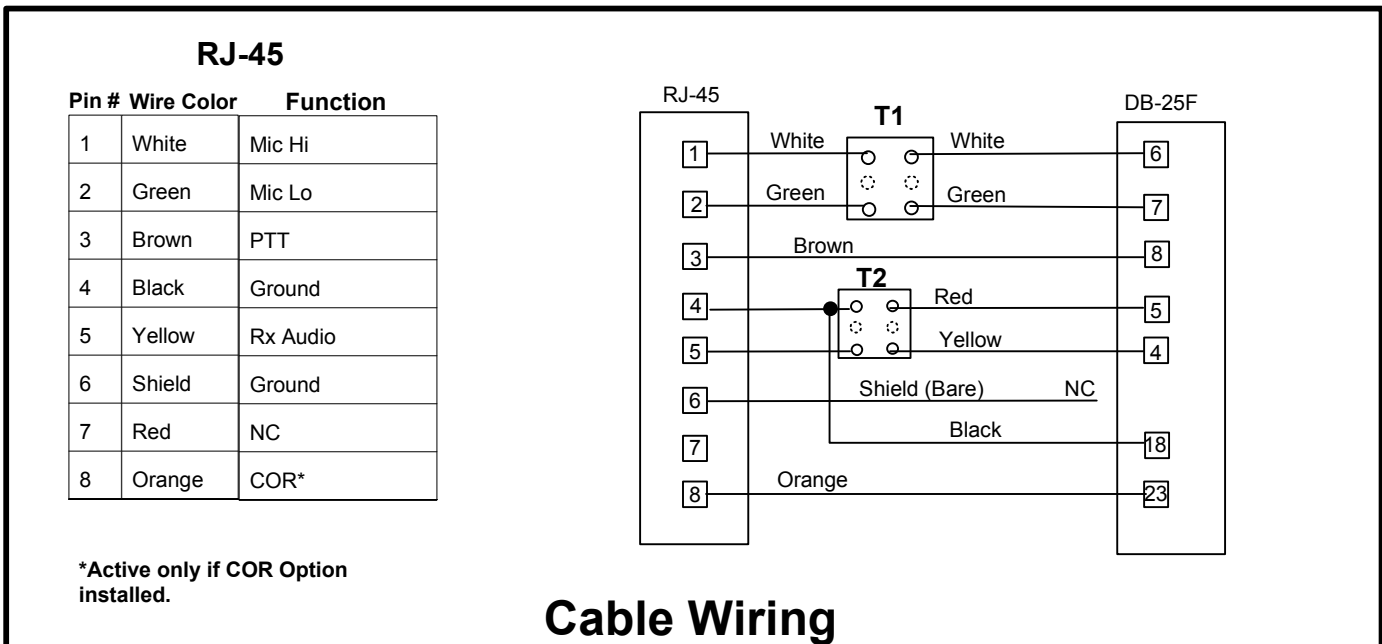 RJ-45
Pin # Wire Color Function
1 White Mic Hi
2 Green Mic Lo
3 Brown PTT
4 Black Ground
5 Yellow Rx Audio
6 Shield Ground
7 Red NC
8 Orange COR*
*Active only if COR Option
installed.
RJ-45
T1
DB-25F
1 White White 6
2 Green Green 7
3 Brown 8
T2
4 Red 5
5 Yellow 4
6 Shield (Bare) NC
7 Black 18
8 Orange 23
Cable Wiring